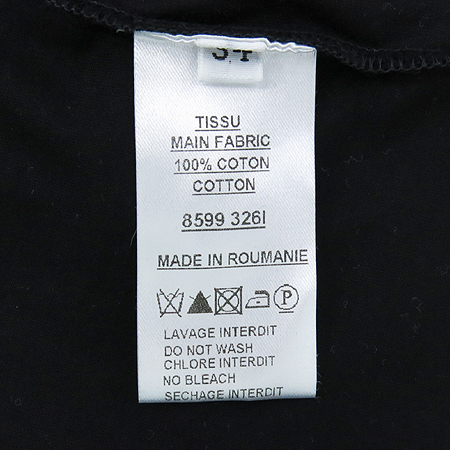 34
TISSU
MAIN FABRIC
100% COTON
COTTON
8599 326I
MADE IN ROUMANIE
P
LAVAGE INTERDIT
DO NOT WASH
CHLORE INTERDIT
NO BLEACH
SECHAGE INTERDIT